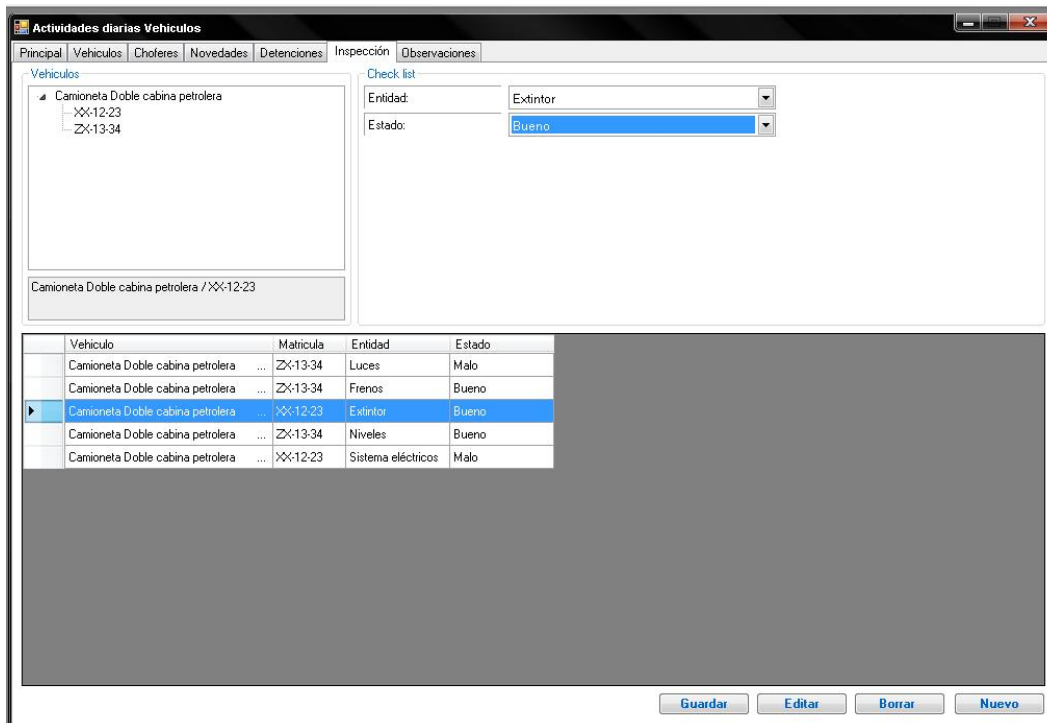 Actividades diarias Vehiculos
Principal Vehiculos Choferes Novedades Detenciones Inspección Observaciones
Vehiculos
Camioneta Doble cabina petrolera
XX-12-23
ZX-13-34
Camioneta Doble cabina petrolera / XX-12-23
Check list
Entidad: Extintor
Estado: Bueno
Vehiculo Matricula Entidad Estado
Camioneta Doble cabina petrolera ... ZX-13-34 Luces Malo
Camioneta Doble cabina petrolera ... ZX-13-34 Frenos Bueno
Camioneta Doble cabina petrolera ... XX-12-23 Extintor Bueno
Camioneta Doble cabina petrolera ... ZX-13-34 Niveles Bueno
Camioneta Doble cabina petrolera ... XX-12-23 Sistema eléctricos Malo
Guardar Editar Borrar Nuevo